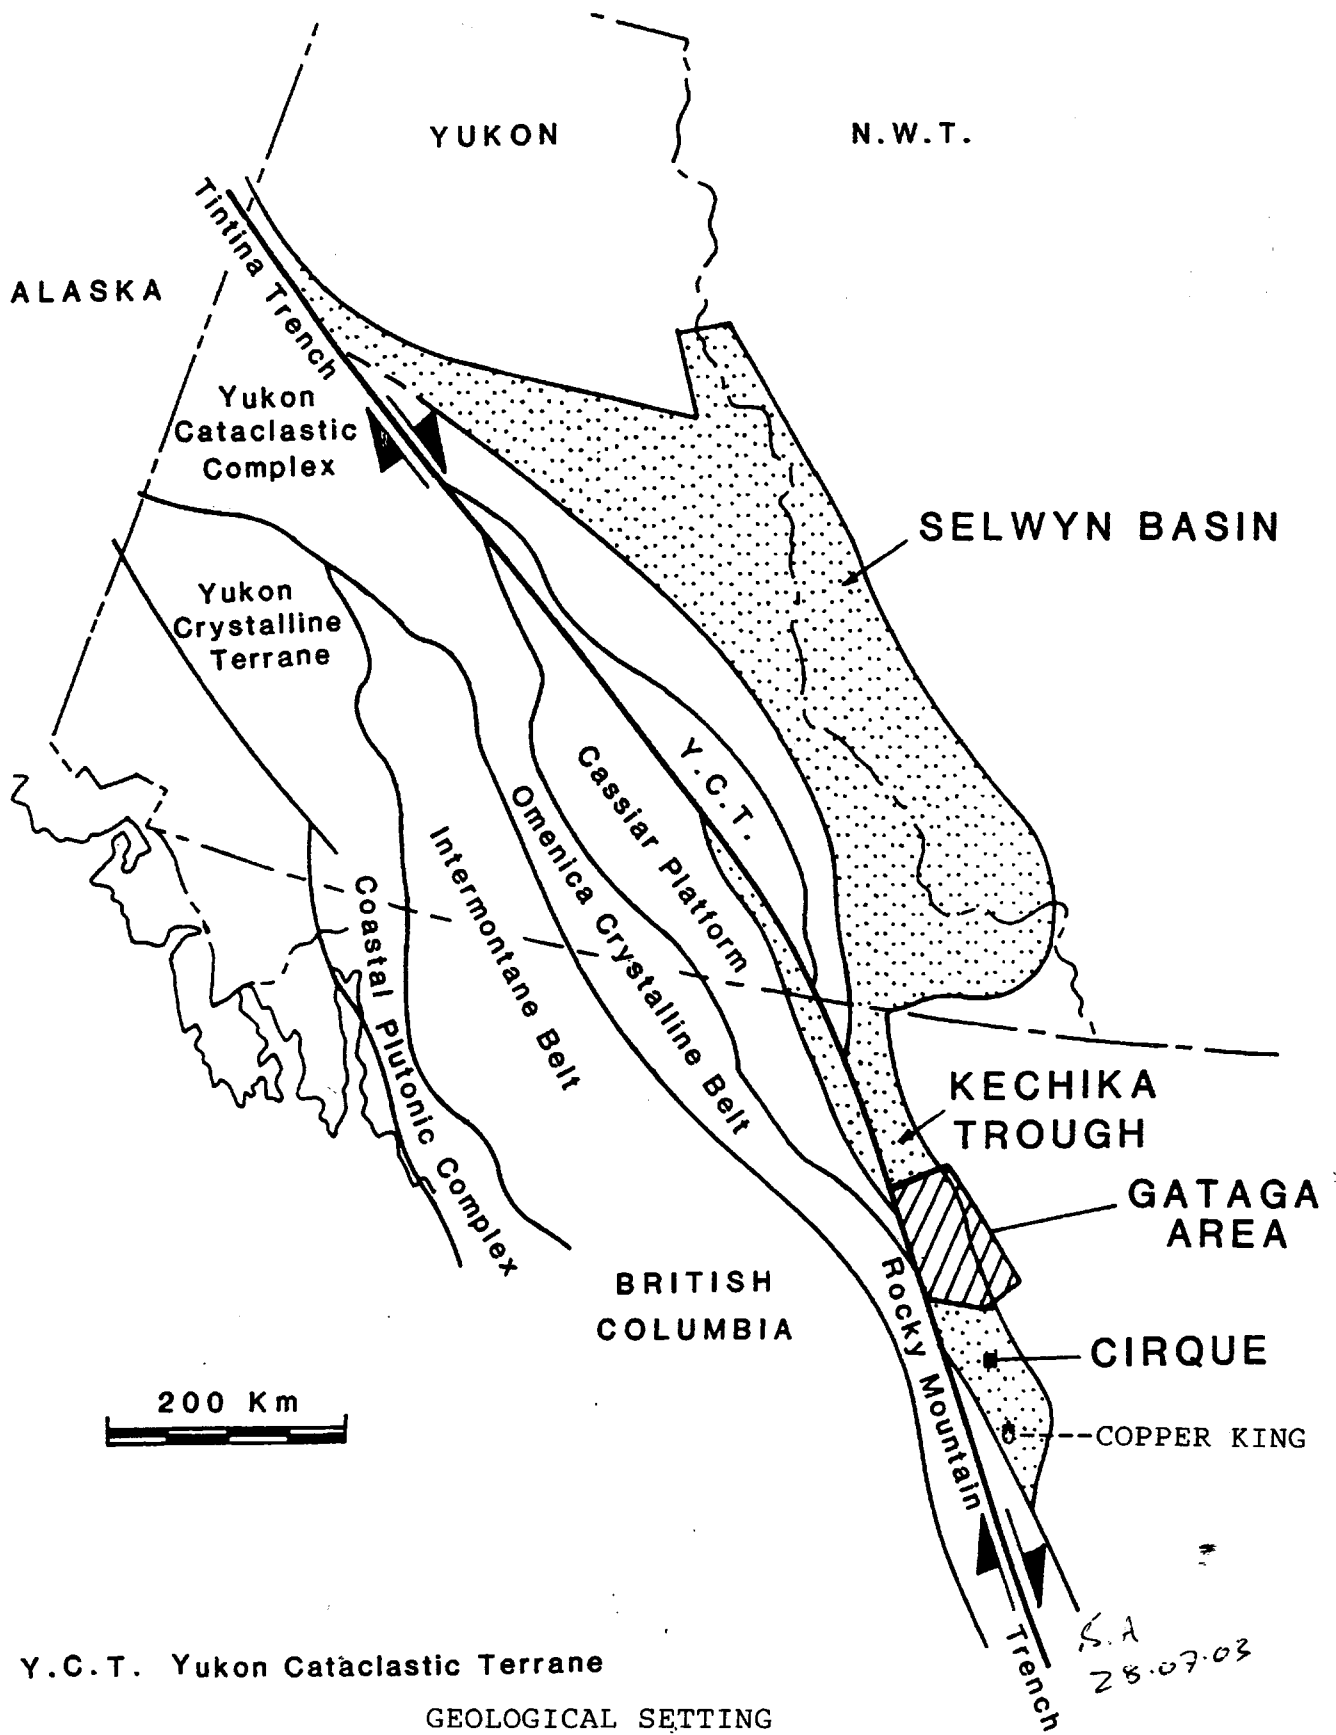 YUKON
N.W.T.
Tintina Trench
ALASKA
Yukon
Cataclastic
Complex
SELWYN BASIN
Yukon
Crystalline
Terrane
Y.C.T.
Cassiar Platform
Omenica Crystalline Belt
Intermontane Belt
Coastal Plutonic Complex
KECHIKA
TROUGH
GATAGA
AREA
BRITISH
COLUMBIA
Rocky Mountain Trench
CIRQUE
200 Km
COPPER KING
S.A
28.07.03
Y.C.T. Yukon Cataclastic Terrane
GEOLOGICAL SETTING